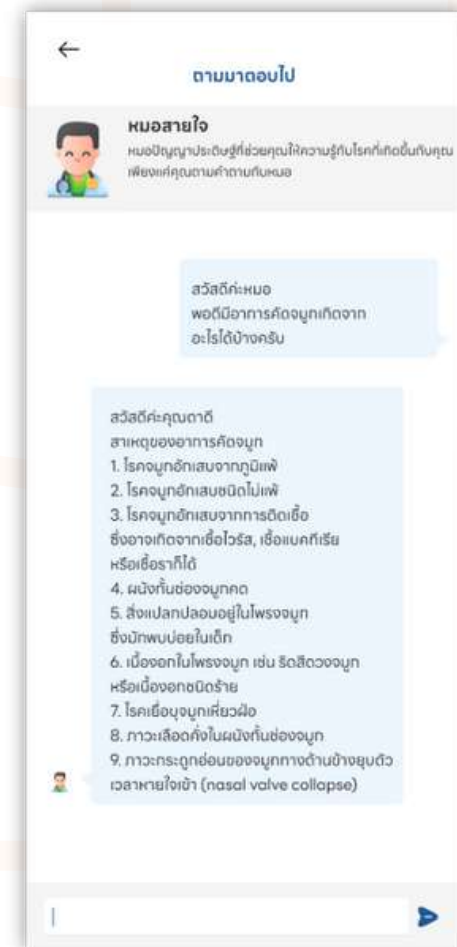 ถามมาตอบไป
หมอสายใจ
หมอปัญญาประดิษฐ์ที่ช่วยคุณให้ความรู้กับโรคที่เกิดขึ้นกับคุณ
เพียงแค่คุณถามคำถามกับหมอ
สวัสดีค่ะหมอ
พอดีมีอาการคัดจมูกเกิดจาก
อะไรได้บ้างครับ
สวัสดีค่ะคุณตาดี
สาเหตุของอาการคัดจมูก
1. โรคจมูกอักเสบจากภูมิแพ้
2. โรคจมูกอักเสบชนิดไม่แพ้
3. โรคจมูกอักเสบจากการติดเชื้อ
ซึ่งอาจเกิดจากเชื้อไวรัส, เชื้อแบคทีเรีย
หรือเชื้อราก็ได้
4. ผนังกั้นช่องจมูกคด
5. สิ่งแปลกปลอมอยู่ในโพรงจมูก
ซึ่งมักพบบ่อยในเด็ก
6. เนื้องอกในโพรงจมูก เช่น ริดสีดวงจมูก
หรือเนื้องอกชนิดร้าย
7. โรคเยื่อบุจมูกเหี่ยวฝ่อ
8. ภาวะเลือดคั่งในผนังกั้นช่องจมูก
9. ภาวะกระดูกอ่อนของจมูกทางด้านข้างยุบตัว
เวลาหายใจเข้า (nasal valve collapse)